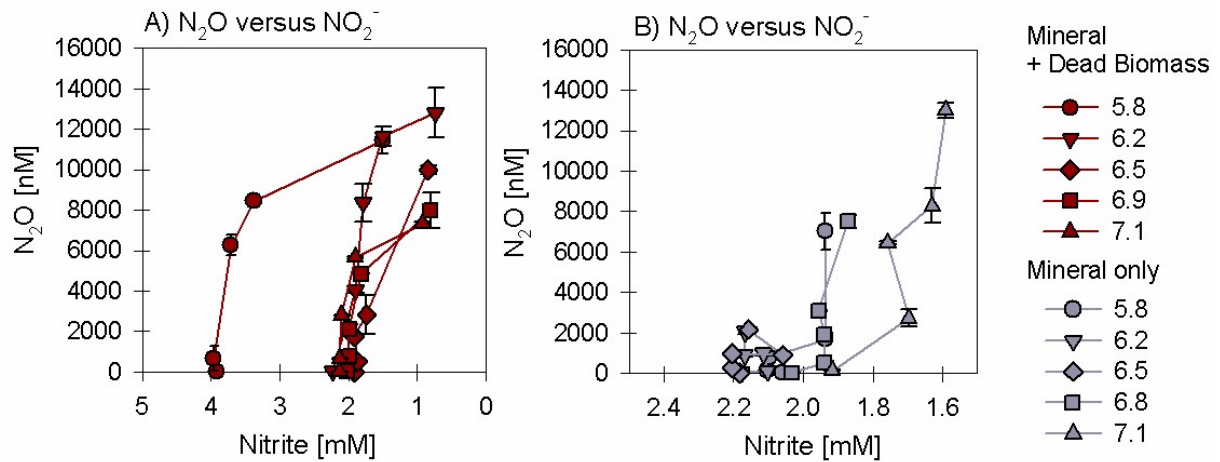 A) N₂O versus NO₂⁻
16000
14000
12000
10000
8000
6000
4000
2000
0
N₂O [nM]
5 4 3 2 1 0
Nitrite [mM]
B) N₂O versus NO₂⁻
16000
14000
12000
10000
8000
6000
4000
2000
0
N₂O [nM]
2.4 2.2 2.0 1.8 1.6
Nitrite [mM]
Mineral
+ Dead Biomass
5.8
6.2
6.5
6.9
7.1
Mineral only
5.8
6.2
6.5
6.8
7.1